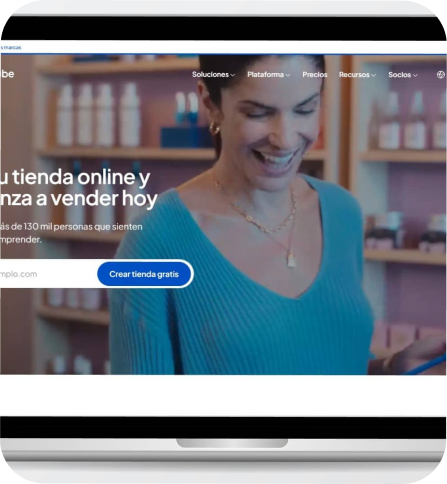 s marcas
be
Soluciones Plataforma Precios Recursos Socios
u tienda online y
nza a vender hoy
ás de 130 mil personas que sienten
mprender.
mplo.com
Crear tienda gratis